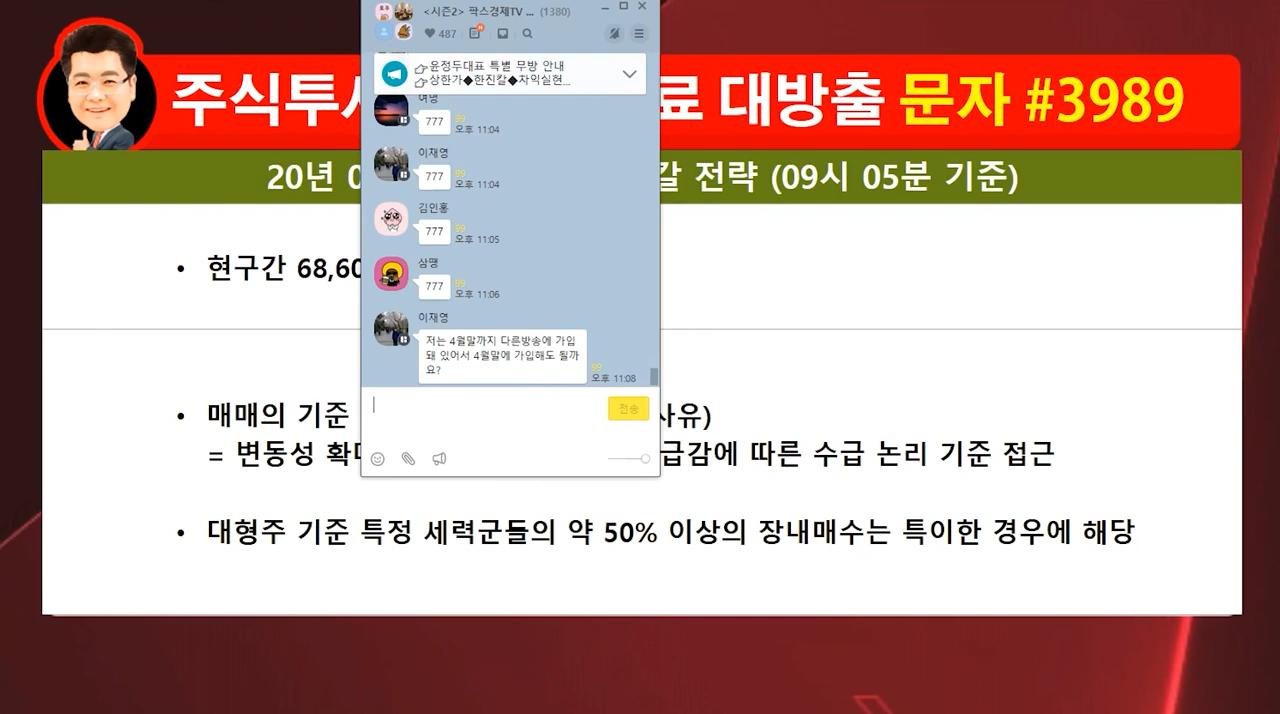 <시즌2> 팍스경제TV ... (1380)
487
윤정두대표 특별 무방 안내
상한가◆한진칼◆차익실현...
주식투 료 대방출 문자 #3989
여명
777
99
오후 11:04
이재영
777
99
오후 11:04
20년 0 칼 전략 (09시 05분 기준)
김인홍
777
99
오후 11:05
삼땡
777
99
오후 11:06
• 현구간 68,60
이재영
저는 4월말까지 다른방송에 가입
돼 있어서 4월말에 가입해도 될까
요?
99
오후 11:08
전송
• 매매의 기준 사유)
= 변동성 확 급감에 따른 수급 논리 기준 접근
• 대형주 기준 특정 세력군들의 약 50% 이상의 장내매수는 특이한 경우에 해당